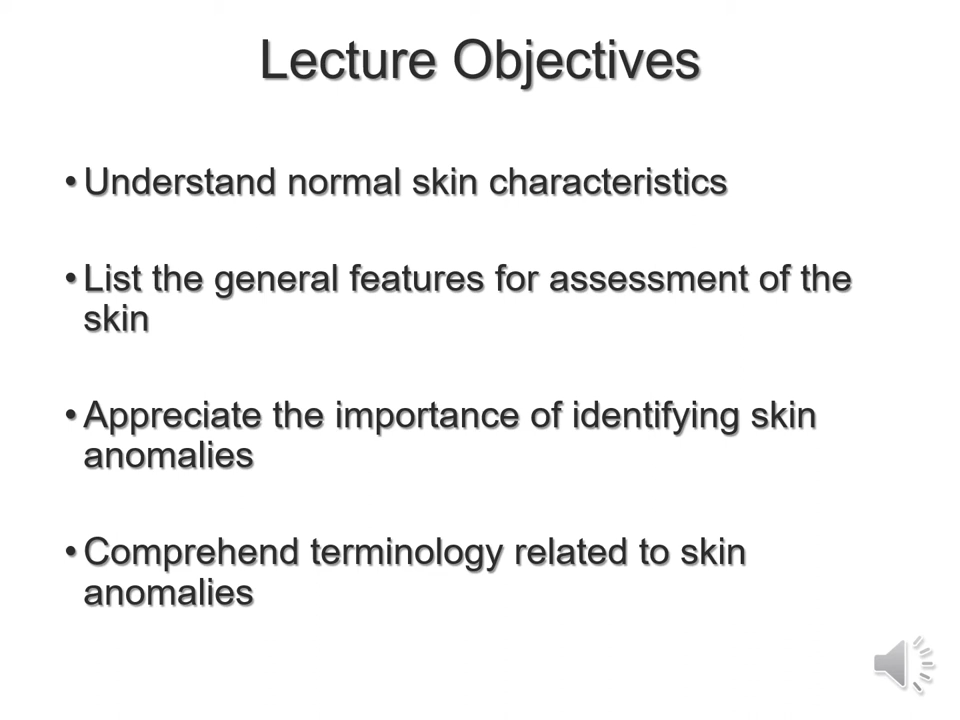 Lecture Objectives
• Understand normal skin characteristics
• List the general features for assessment of the
skin
• Appreciate the importance of identifying skin
anomalies
• Comprehend terminology related to skin
anomalies